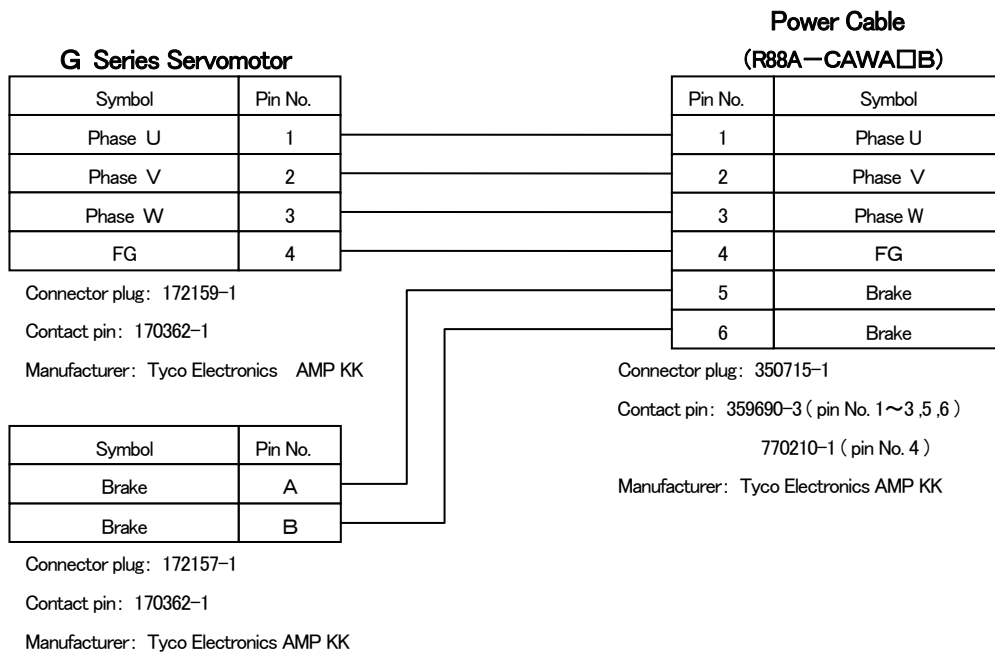 G Series Servomotor
Symbol Pin No.
Phase U 1
Phase V 2
Phase W 3
FG 4
Connector plug: 172159-1
Contact pin: 170362-1
Manufacturer: Tyco Electronics AMP KK
Symbol Pin No.
Brake A
Brake B
Connector plug: 172157-1
Contact pin: 170362-1
Manufacturer: Tyco Electronics AMP KK
Power Cable
(R88A-CAWA□B)
Pin No. Symbol
1 Phase U
2 Phase V
3 Phase W
4 FG
5 Brake
6 Brake
Connector plug: 350715-1
Contact pin: 359690-3 ( pin No. 1~3 ,5 ,6 )
770210-1 ( pin No. 4 )
Manufacturer: Tyco Electronics AMP KK